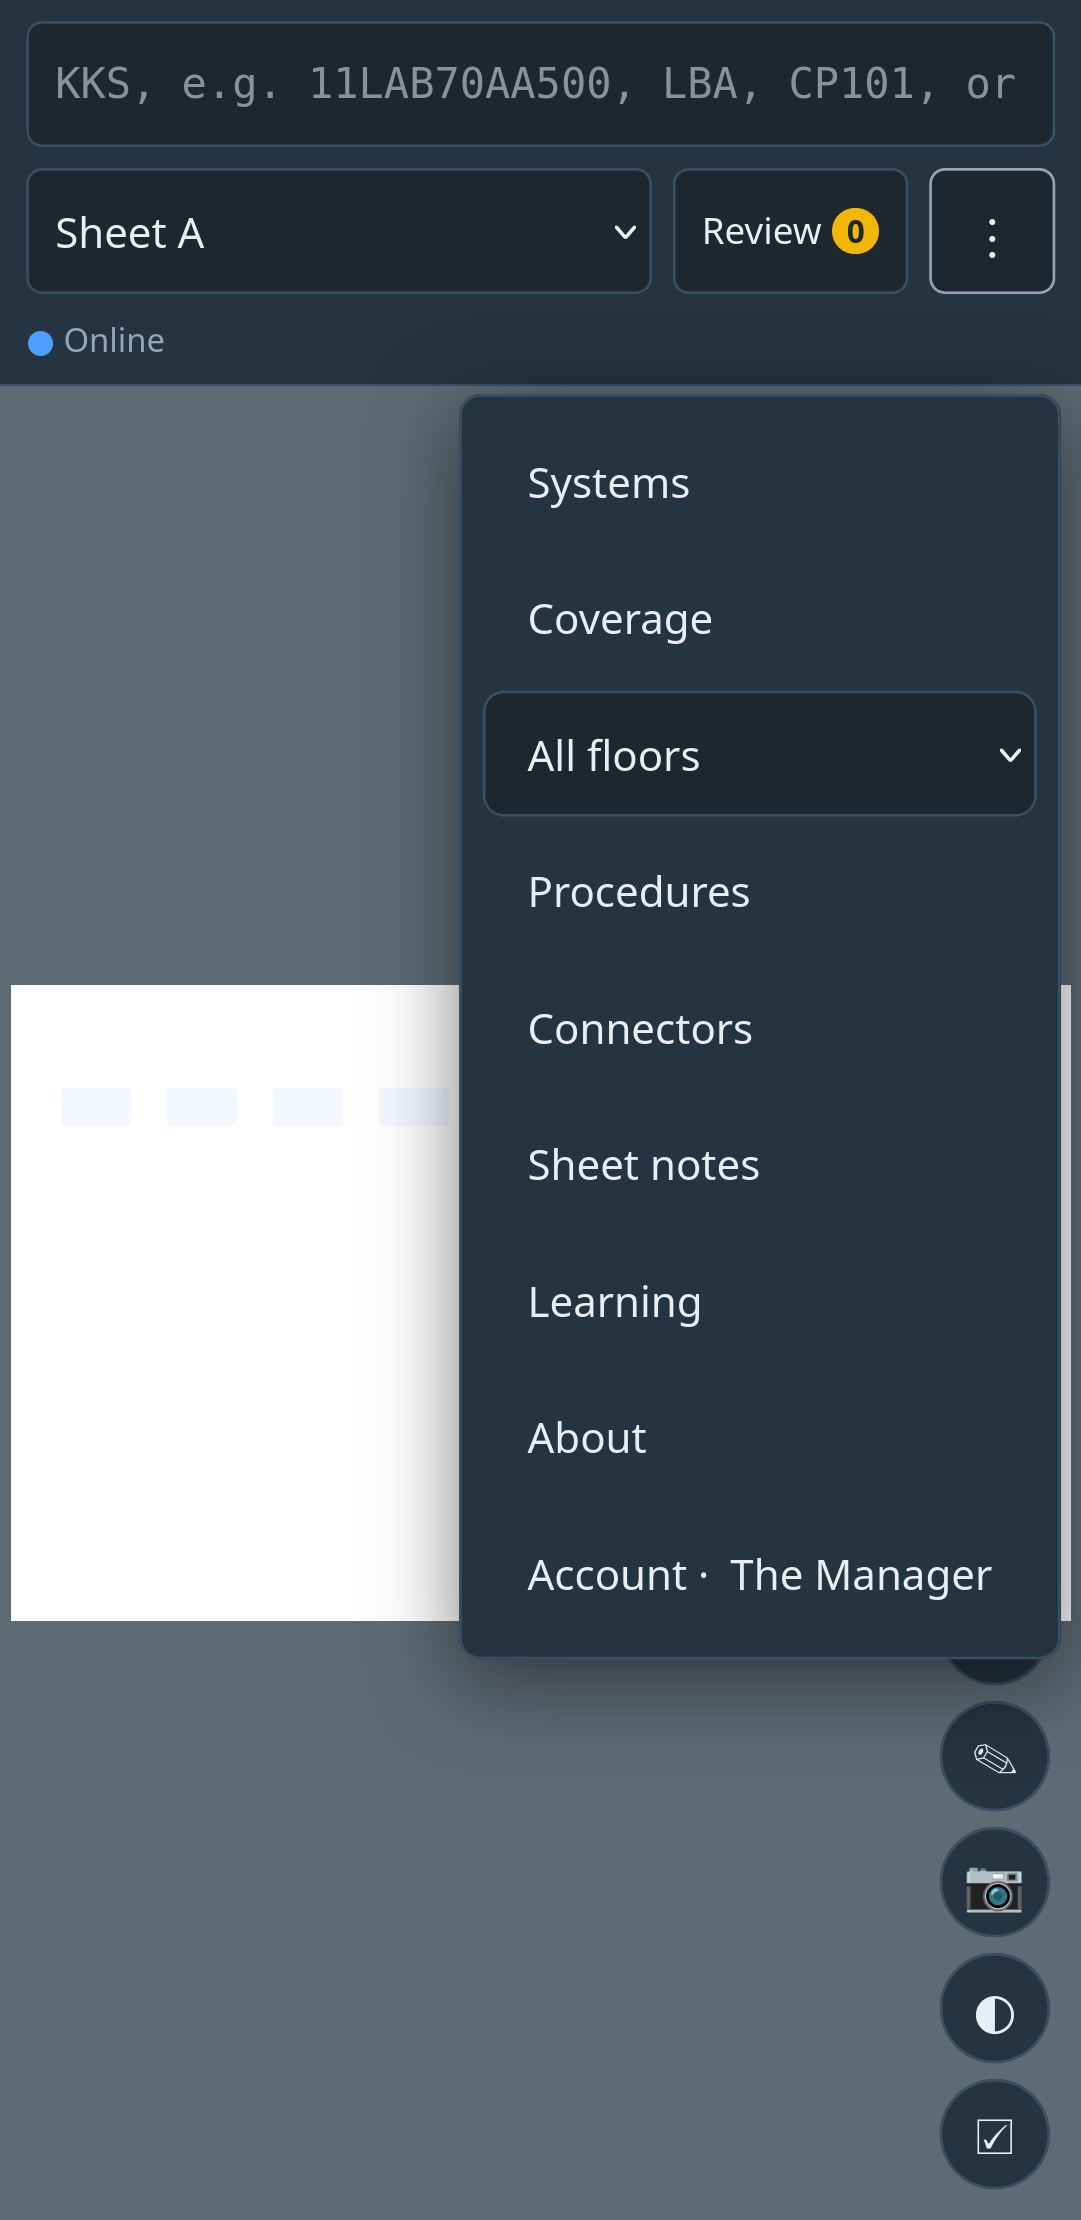 KKS, e.g. 11LAB70AA500, LBA, CP101, or
Sheet A
Review 0
Online
Systems
Coverage
All floors
Procedures
Connectors
Sheet notes
Learning
About
Account · The Manager